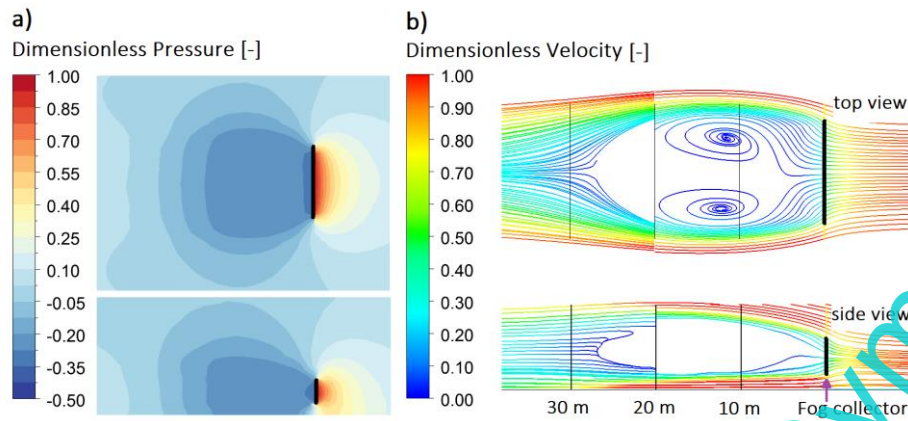 a)
Dimensionless Pressure [-]
1.00
0.85
0.70
0.55
0.40
0.25
0.10
-0.05
-0.20
-0.35
-0.50
b)
Dimensionless Velocity [-]
1.00
0.90
0.80
0.70
0.60
0.50
0.40
0.30
0.20
0.10
0.00
top view
side view
30 m
20 m
10 m
Fog collector